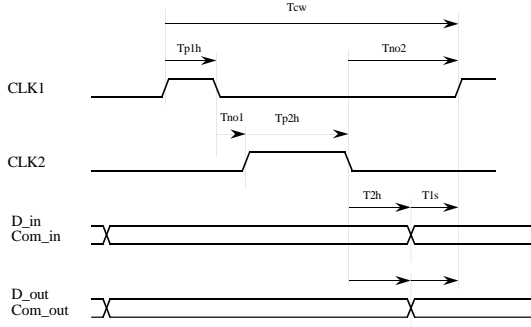 Tcw
Tp1h
Tno2
CLK1
Tno1
Tp2h
CLK2
T2h
T1s
D_in
Com_in
D_out
Com_out